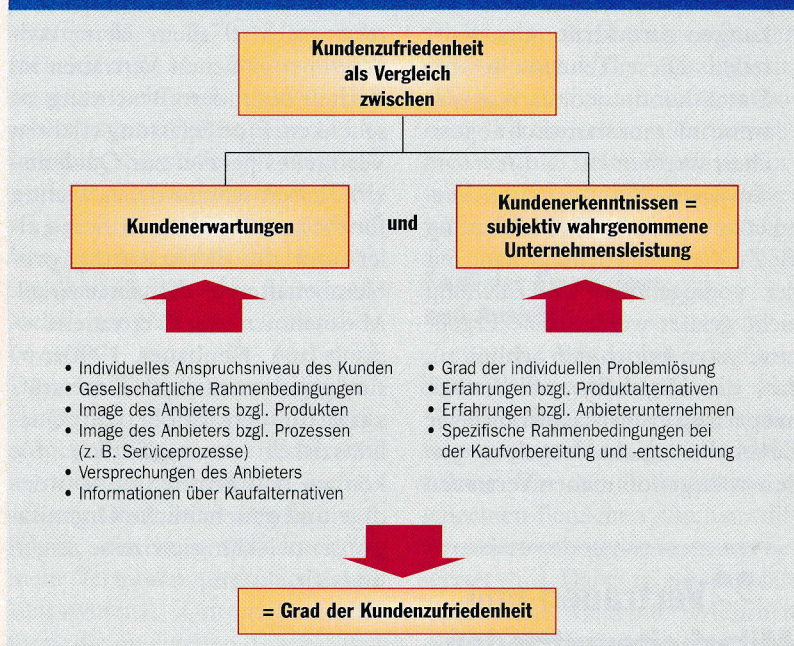 Kundenzufriedenheit
als Vergleich
zwischen
Kundenerwartungen
und
Kundenerkenntnissen =
subjektiv wahrgenommene
Unternehmensleistung
• Individuelles Anspruchsniveau des Kunden
• Gesellschaftliche Rahmenbedingungen
• Image des Anbieters bzgl. Produkten
• Image des Anbieters bzgl. Prozessen
(z. B. Serviceprozesse)
• Versprechungen des Anbieters
• Informationen über Kaufalternativen
• Grad der individuellen Problemlösung
• Erfahrungen bzgl. Produktalternativen
• Erfahrungen bzgl. Anbieterunternehmen
• Spezifische Rahmenbedingungen bei
der Kaufvorbereitung und -entscheidung
= Grad der Kundenzufriedenheit